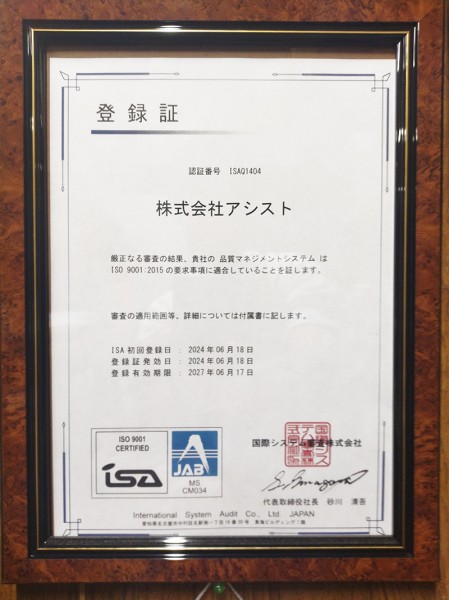 登録証
認証番号 ISAQ1404
株式会社アシスト
厳正なる審査の結果、貴社の 品質マネジメントシステム は
ISO 9001:2015 の要求事項に適合していることを証します。
審査の適用範囲等、詳細については付属書に記します。
ISA 初回登録日 : 2024 年 06 月 18 日
登録証発効日 : 2024 年 06 月 18 日
登録有効期限 : 2027 年 06 月 17 日
ISO 9001
CERTIFIED
ISA
JAB
MS
CM034
国際システム審査株式会社
代表取締役社長 砂川 清吾
International System Audit Co., Ltd JAPAN